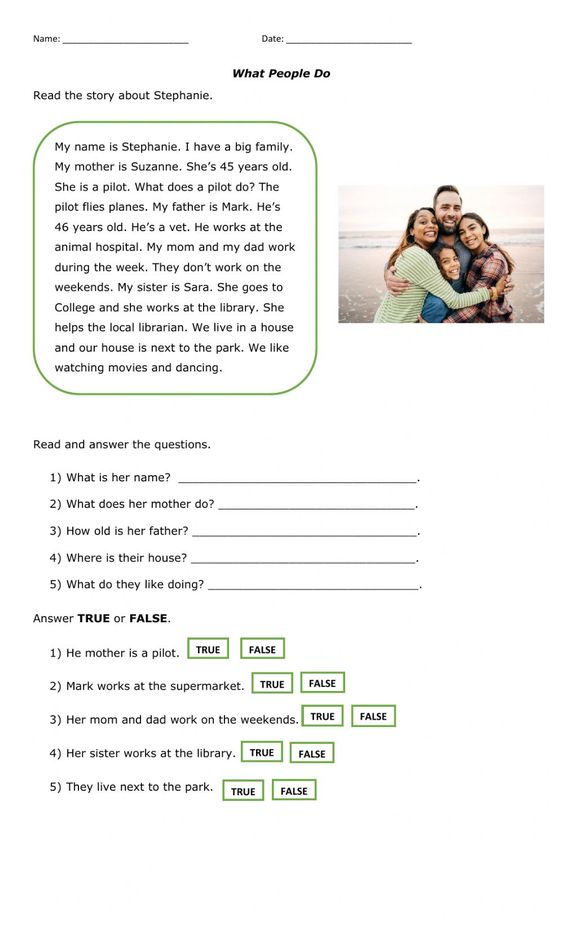 Name: ___________________________ Date: ___________________________
What People Do
Read the story about Stephanie.
My name is Stephanie. I have a big family.
My mother is Suzanne. She’s 45 years old.
She is a pilot. What does a pilot do? The
pilot flies planes. My father is Mark. He’s
46 years old. He’s a vet. He works at the
animal hospital. My mom and my dad work
during the week. They don’t work on the
weekends. My sister is Sara. She goes to
College and she works at the library. She
helps the local librarian. We live in a house
and our house is next to the park. We like
watching movies and dancing.
Read and answer the questions.
1) What is her name? ___________________________________.
2) What does her mother do? _____________________________.
3) How old is her father? _________________________________.
4) Where is their house? _________________________________.
5) What do they like doing? _______________________________.
Answer TRUE or FALSE.
1) He mother is a pilot. TRUE FALSE
2) Mark works at the supermarket. TRUE FALSE
3) Her mom and dad work on the weekends. TRUE FALSE
4) Her sister works at the library. TRUE FALSE
5) They live next to the park. TRUE FALSE